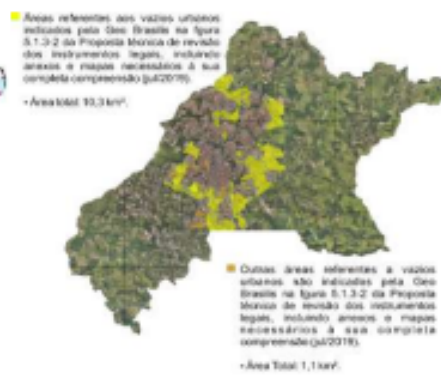 Áreas referentes aos vazios urbanos
indicados pela Geo Brasilis na figura
5.1.3-2 da Proposta técnica de revisão
dos instrumentos legais, incluindo
anexos e mapas necessários à sua
completa compreensão (jul/2019).
• Área total: 10,3 km².
Outras áreas referentes a vazios
urbanos não indicados pela Geo
Brasilis na figura 5.1.3-2 da Proposta
técnica de revisão dos instrumentos
legais, incluindo anexos e mapas
necessários à sua completa
compreensão (jul/2019).
• Área Total: 1,1 km².